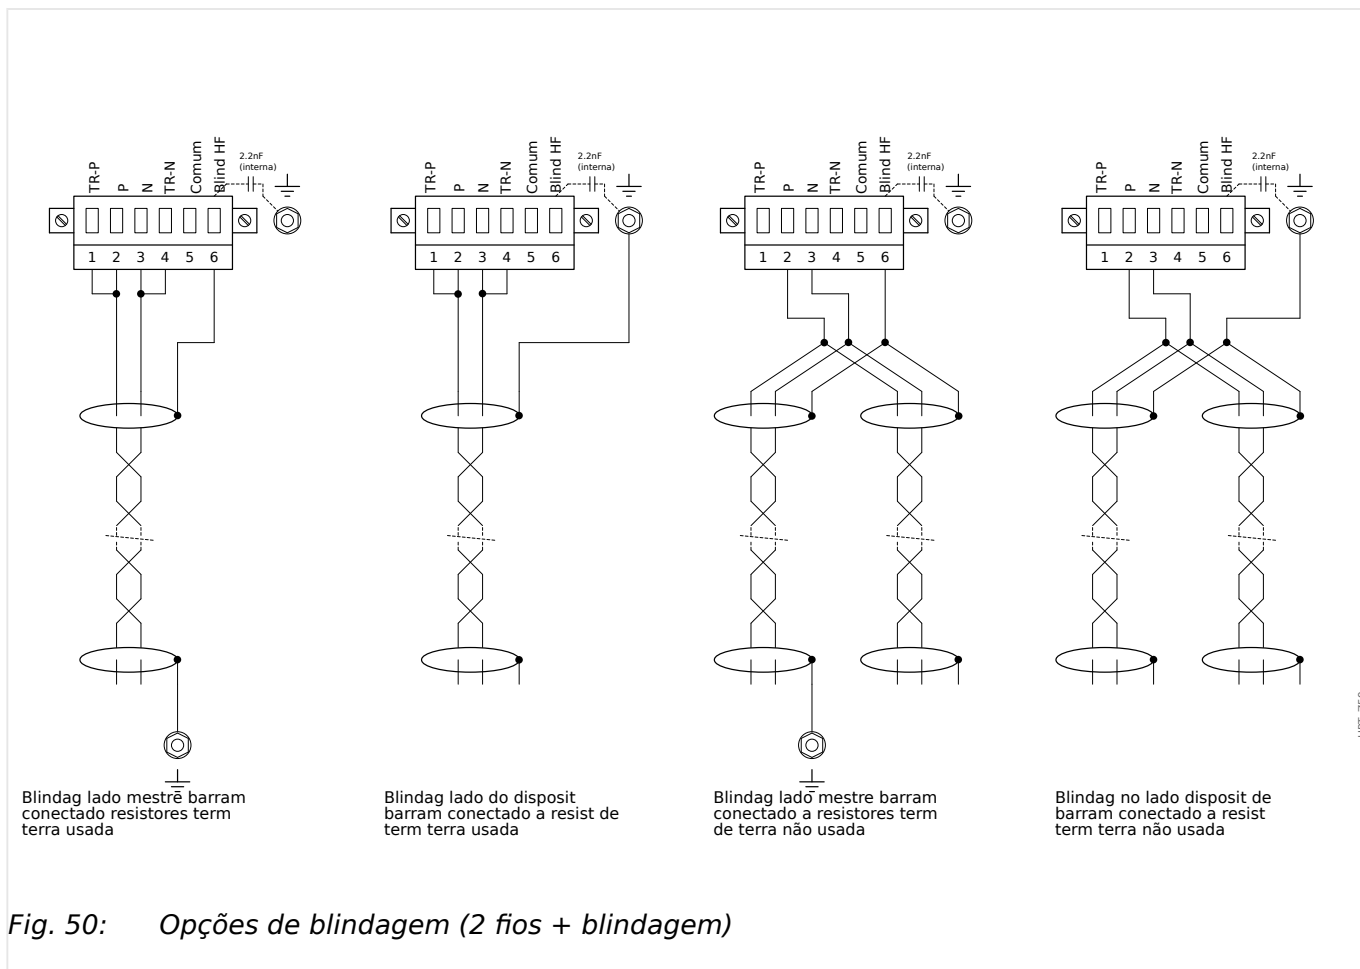 TR-P
P
N
TR-N
Comum
Blind HF
2.2nF
(interna)
1 2 3 4 5 6
TR-P
P
N
TR-N
Comum
Blind HF
2.2nF
(interna)
1 2 3 4 5 6
TR-P
P
N
TR-N
Comum
Blind HF
2.2nF
(interna)
1 2 3 4 5 6
TR-P
P
N
TR-N
Comum
Blind HF
2.2nF
(interna)
1 2 3 4 5 6
Blindag lado mestre barram
conectado resistores term
terra usada
Blindag lado do disposit
barram conectado a resist de
term terra usada
Blindag lado mestre barram
conectado a resistores term
de terra não usada
Blindag no lado disposit de
barram conectado a resist
term terra não usada
Fig. 50: Opções de blindagem (2 fios + blindagem)